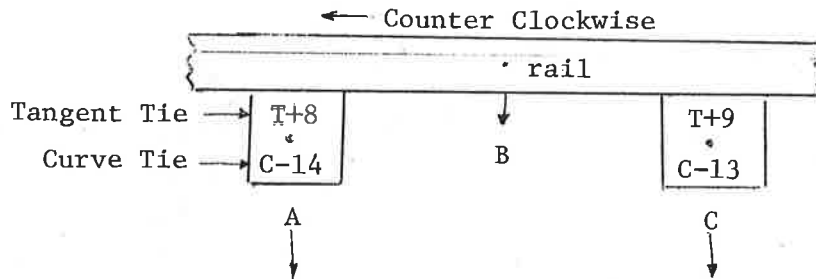 Counter Clockwise
rail
Tangent Tie T+8 T+9
Curve Tie C-14 B C-13
A C